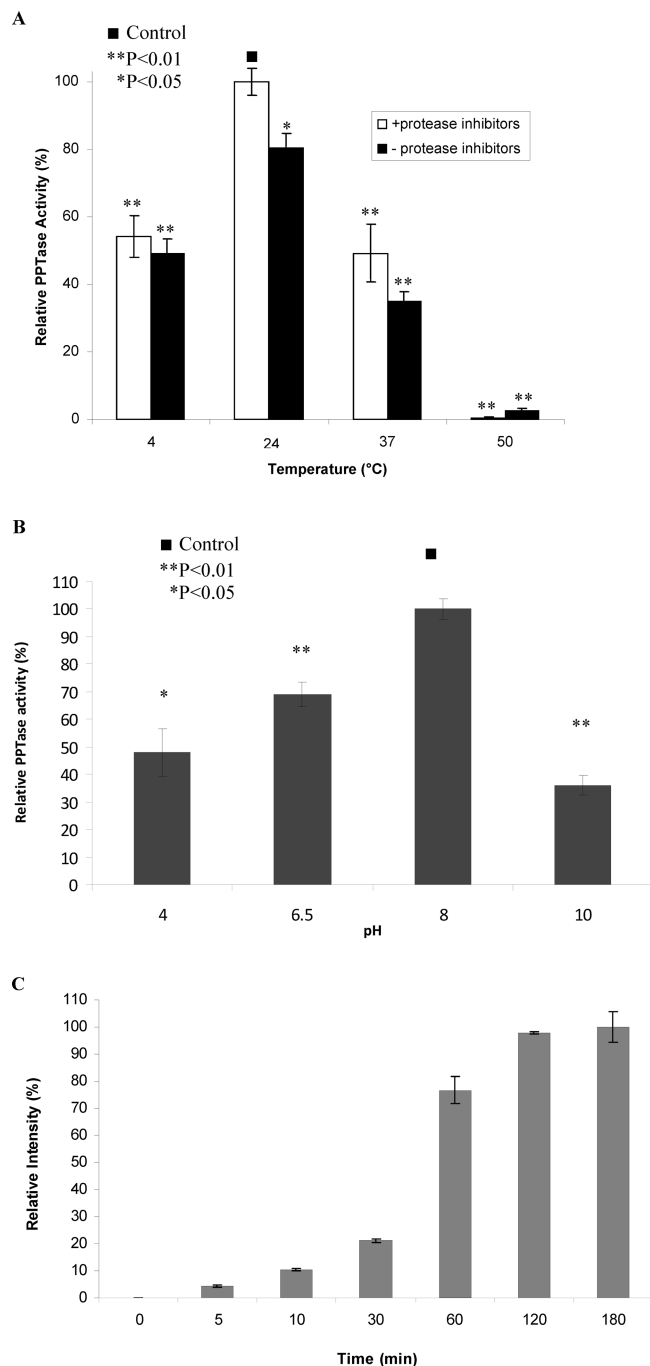 A
■ Control
**P<0.01
*P<0.05
+protease inhibitors
- protease inhibitors
Relative PPTase Activity (%)
100
80
60
40
20
0
■
** ** * ** ** ** **
4 24 37 50
Temperature (°C)
B
■ Control
**P<0.01
*P<0.05
Relative PPTase activity (%)
110
100
90
80
70
60
50
40
30
20
10
0
■
* ** **
4 6.5 8 10
pH
C
Relative Intensity (%)
110
100
90
80
70
60
50
40
30
20
10
0
0 5 10 30 60 120 180
Time (min)